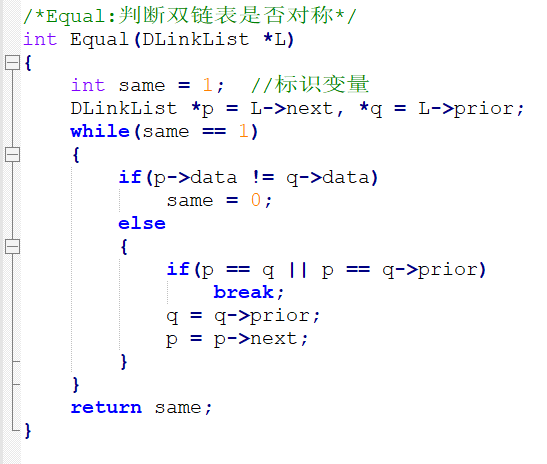 /*Equal:判断双链表是否对称*/
int Equal(DLinkList *L)
{
    int same = 1;  //标识变量
    DLinkList *p = L->next, *q = L->prior;
    while(same == 1)
    {
        if(p->data != q->data)
            same = 0;
        else
        {
            if(p == q || p == q->prior)
                break;
            q = q->prior;
            p = p->next;
        }
    }
    return same;
}